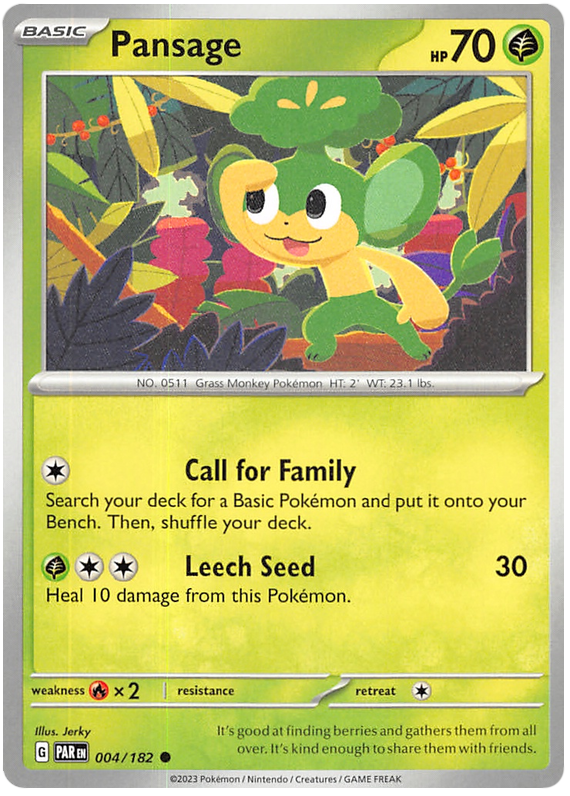 BASIC
Pansage
HP 70
NO. 0511 Grass Monkey Pokémon HT: 2' WT: 23.1 lbs.
Call for Family
Search your deck for a Basic Pokémon and put it onto your
Bench. Then, shuffle your deck.
Leech Seed 30
Heal 10 damage from this Pokémon.
weakness ×2 resistance retreat
Illus. Jerky
It's good at finding berries and gathers them from all
over. It's kind enough to share them with friends.
G PAR EN 004/182
©2023 Pokémon / Nintendo / Creatures / GAME FREAK